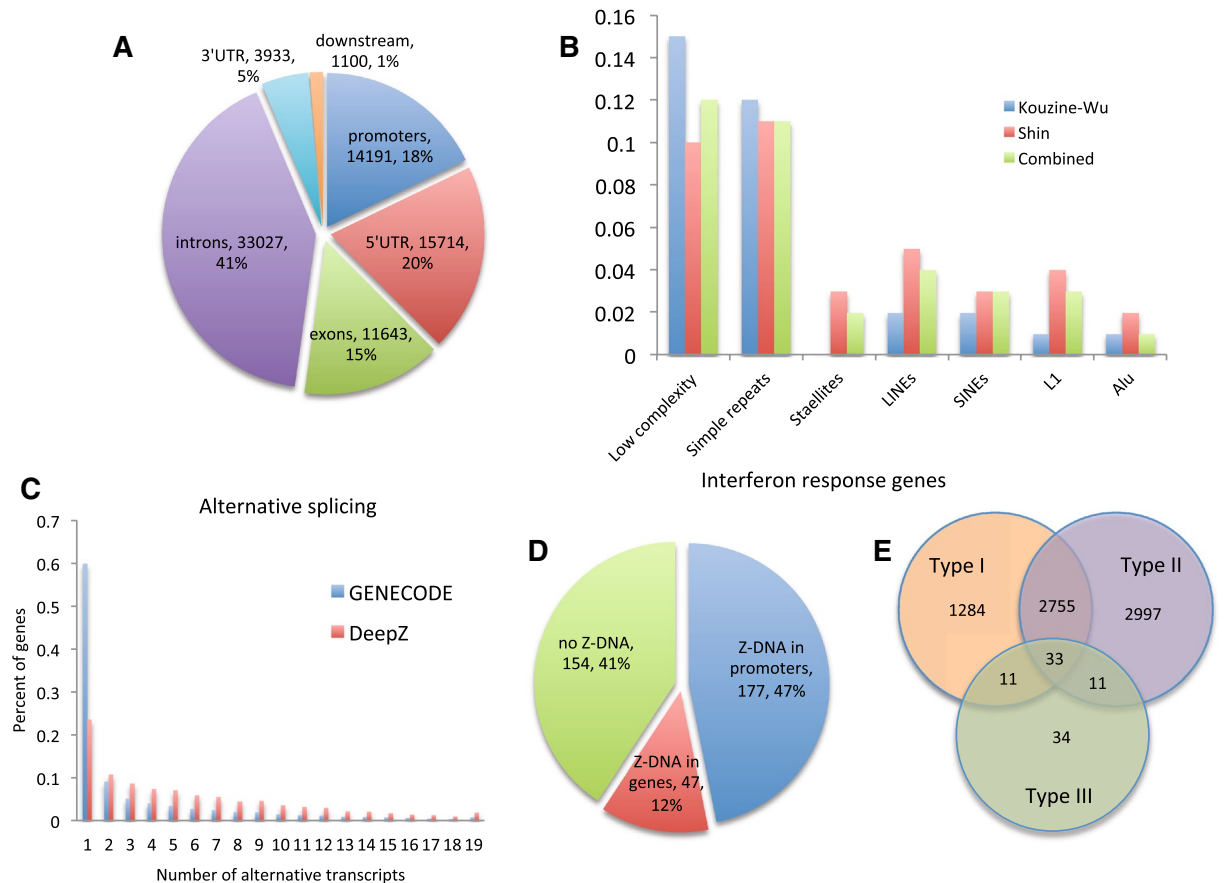 A
3'UTR, 3933,
5%
downstream,
1100, 1%
promoters,
14191, 18%
introns, 33027,
41%
5'UTR, 15714,
20%
exons, 11643,
15%
B
0.16
0.14
0.12
0.1
0.08
0.06
0.04
0.02
0
Kouzine-Wu
Shin
Combined
Low complexity
Simple repeats
Staellites
LINEs
SINEs
L1
Alu
C
Alternative splicing
Percent of genes
0.7
0.6
0.5
0.4
0.3
0.2
0.1
0
GENECODE
DeepZ
1 2 3 4 5 6 7 8 9 10 11 12 13 14 15 16 17 18 19
Number of alternative transcripts
Interferon response genes
D
no Z-DNA,
154, 41%
Z-DNA in
promoters,
177, 47%
Z-DNA in
genes, 47,
12%
E
Type I
Type II
1284
2755
2997
33
11
11
34
Type III